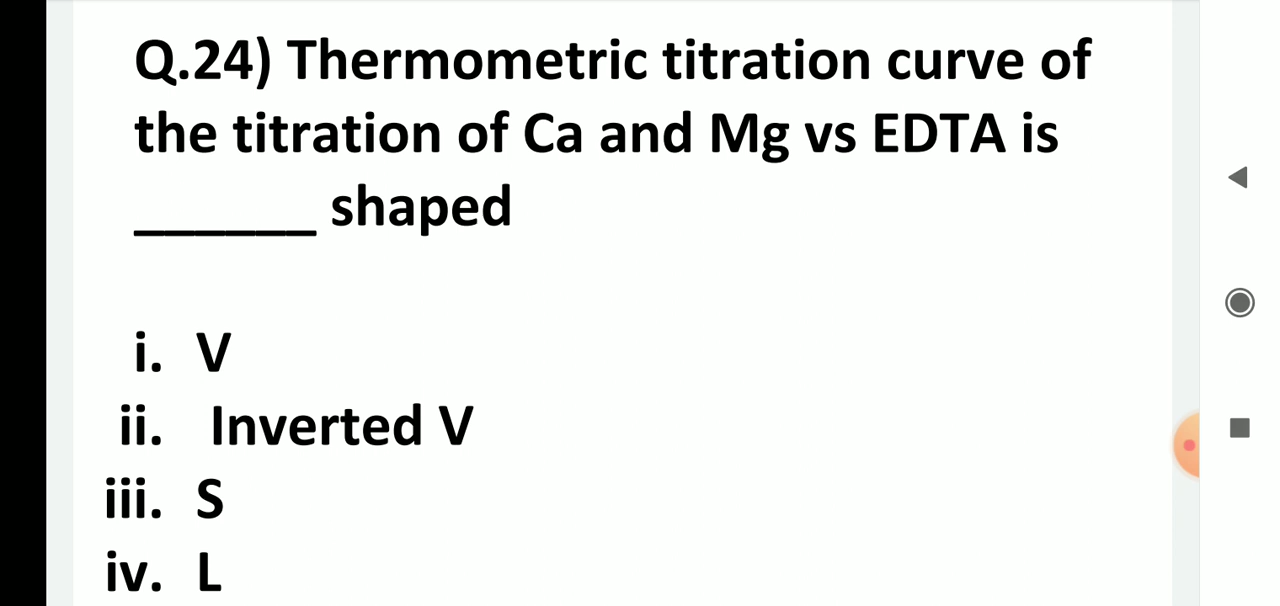 Q.24) Thermometric titration curve of
the titration of Ca and Mg vs EDTA is
______ shaped
i. V
ii. Inverted V
iii. S
iv. L